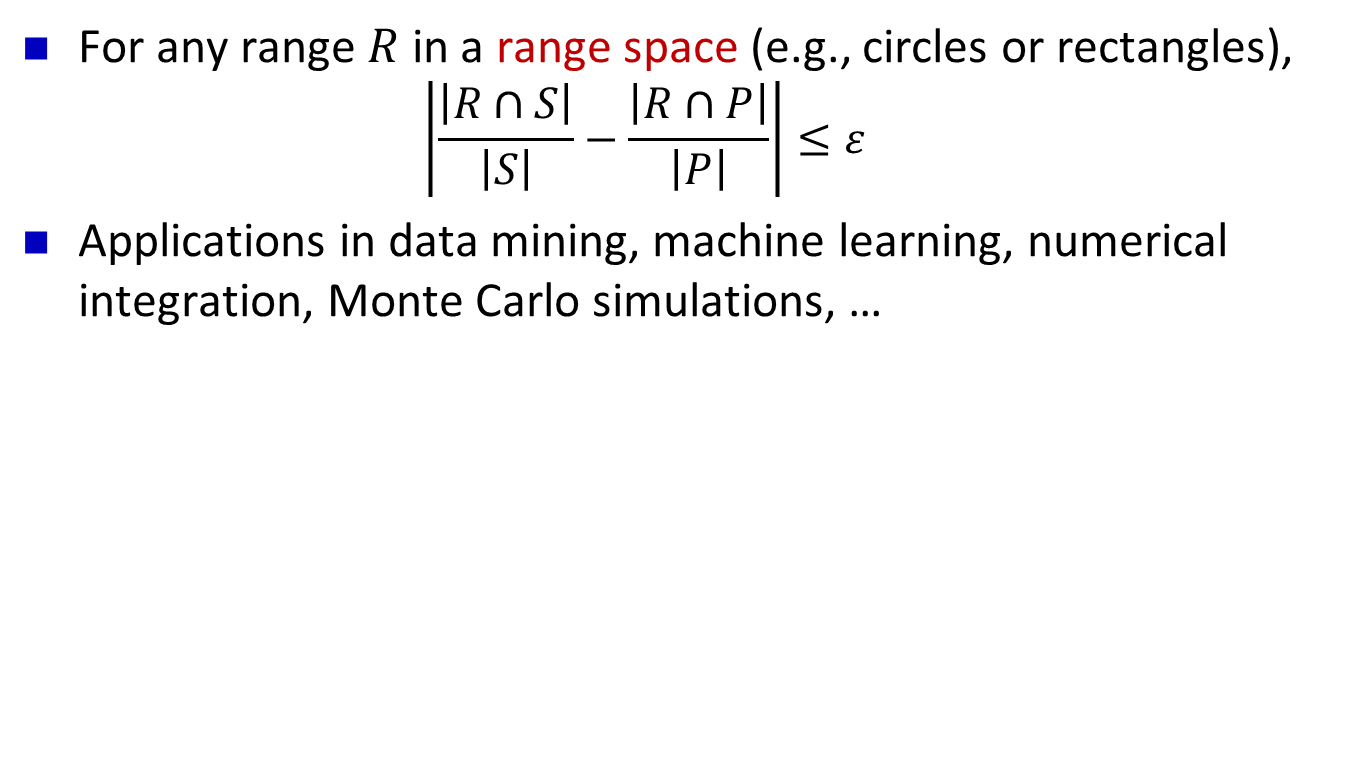 ■ For any range 𝑅 in a range space (e.g., circles or rectangles),
| |𝑅 ∩ 𝑆| / |𝑆| − |𝑅 ∩ 𝑃| / |𝑃| | ≤ 𝜀
■ Applications in data mining, machine learning, numerical
integration, Monte Carlo simulations, …